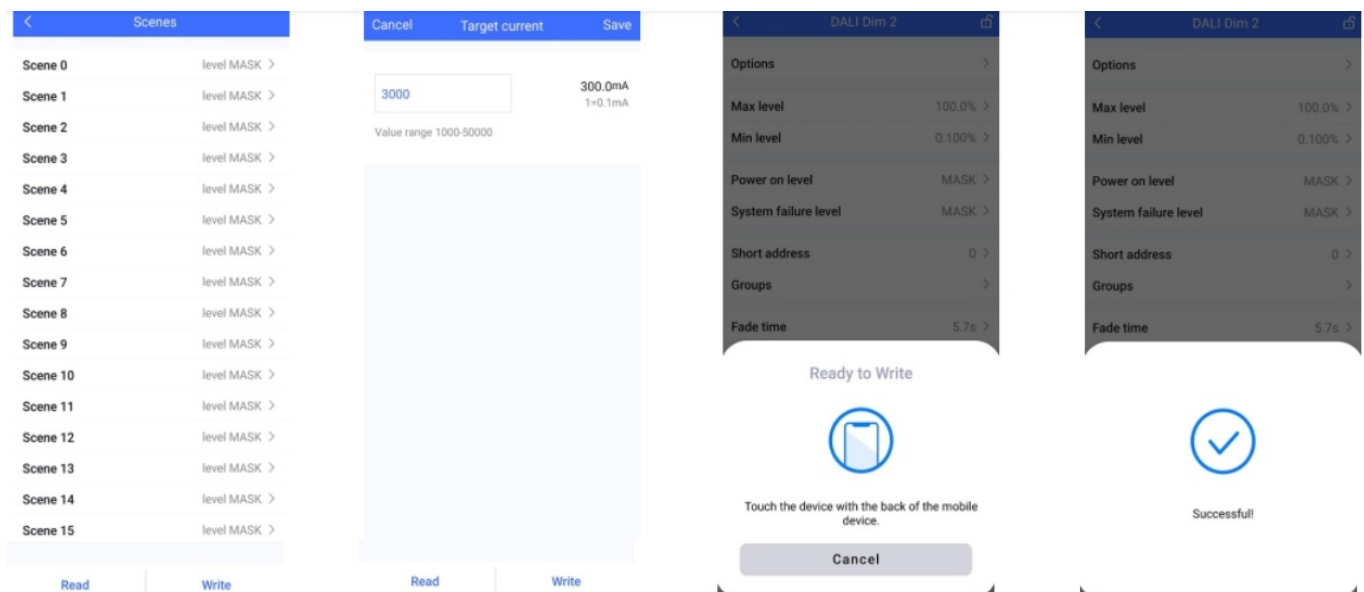 Scenes
Scene 0 level MASK >
Scene 1 level MASK >
Scene 2 level MASK >
Scene 3 level MASK >
Scene 4 level MASK >
Scene 5 level MASK >
Scene 6 level MASK >
Scene 7 level MASK >
Scene 8 level MASK >
Scene 9 level MASK >
Scene 10 level MASK >
Scene 11 level MASK >
Scene 12 level MASK >
Scene 13 level MASK >
Scene 14 level MASK >
Scene 15 level MASK >
Read Write
Cancel Target current Save
3000 300.0mA
1=0.1mA
Value range 1000-50000
Read Write
DALI Dim 2
Options >
Max level 100.0% >
Min level 0.100% >
Power on level MASK >
System failure level MASK >
Short address 0 >
Groups >
Fade time 5.7s >
Ready to Write
Touch the device with the back of the mobile
device.
Cancel
DALI Dim 2
Options >
Max level 100.0% >
Min level 0.100% >
Power on level MASK >
System failure level MASK >
Short address 0 >
Groups >
Fade time 5.7s >
Successful!